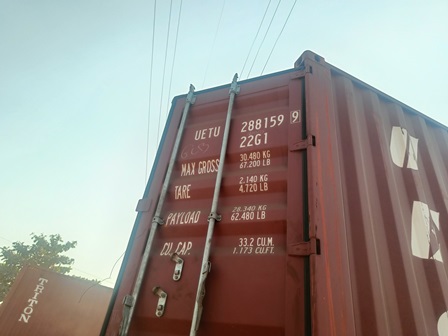 UETU 288159 9
22G1
MAX GROSS 30.480 KG
67.200 LB
TARE 2.140 KG
4.720 LB
PAYLOAD 28.340 KG
62.480 LB
CU.CAP. 33.2 CU.M.
1.173 CU.FT.
TRITON